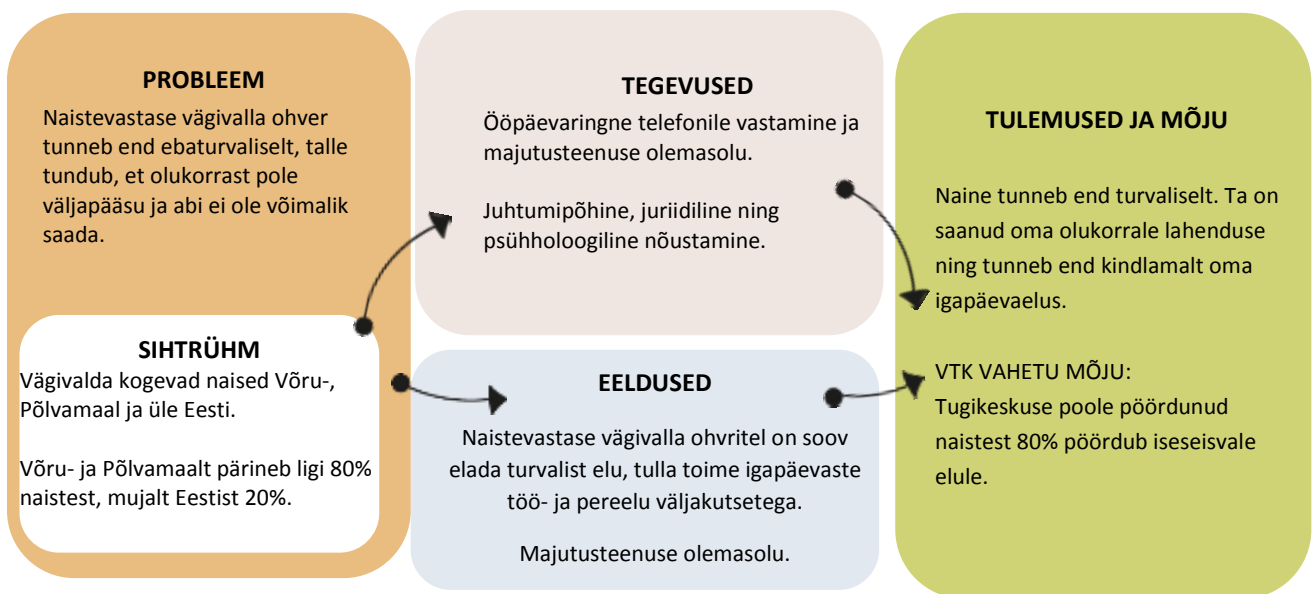 PROBLEEM
Naistevastase vägivalla ohver
tunneb end ebaturvaliselt, talle
tundub, et olukorrast pole
väljapääsu ja abi ei ole võimalik
saada.
SIHTRÜHM
Vägivalda kogevad naised Võru-,
Põlvamaal ja üle Eesti.
Võru- ja Põlvamaalt pärineb ligi 80%
naistest, mujalt Eestist 20%.
TEGEVUSED
Ööpäevaringne telefonile vastamine ja
majutusteenuse olemasolu.
Juhtumipõhine, juriidiline ning
psühholoogiline nõustamine.
EELDUSED
Naistevastase vägivalla ohvritel on soov
elada turvalist elu, tulla toime igapäevaste
töö- ja pereelu väljakutsetega.
Majutusteenuse olemasolu.
TULEMUSED JA MÕJU
Naine tunneb end turvaliselt. Ta on
saanud oma olukorrale lahenduse
ning tunneb end kindlamalt oma
igapäevaelus.
VTK VAHETU MÕJU:
Tugikeskuse poole pöördunud
naistest 80% pöördub iseseisvale
elule.